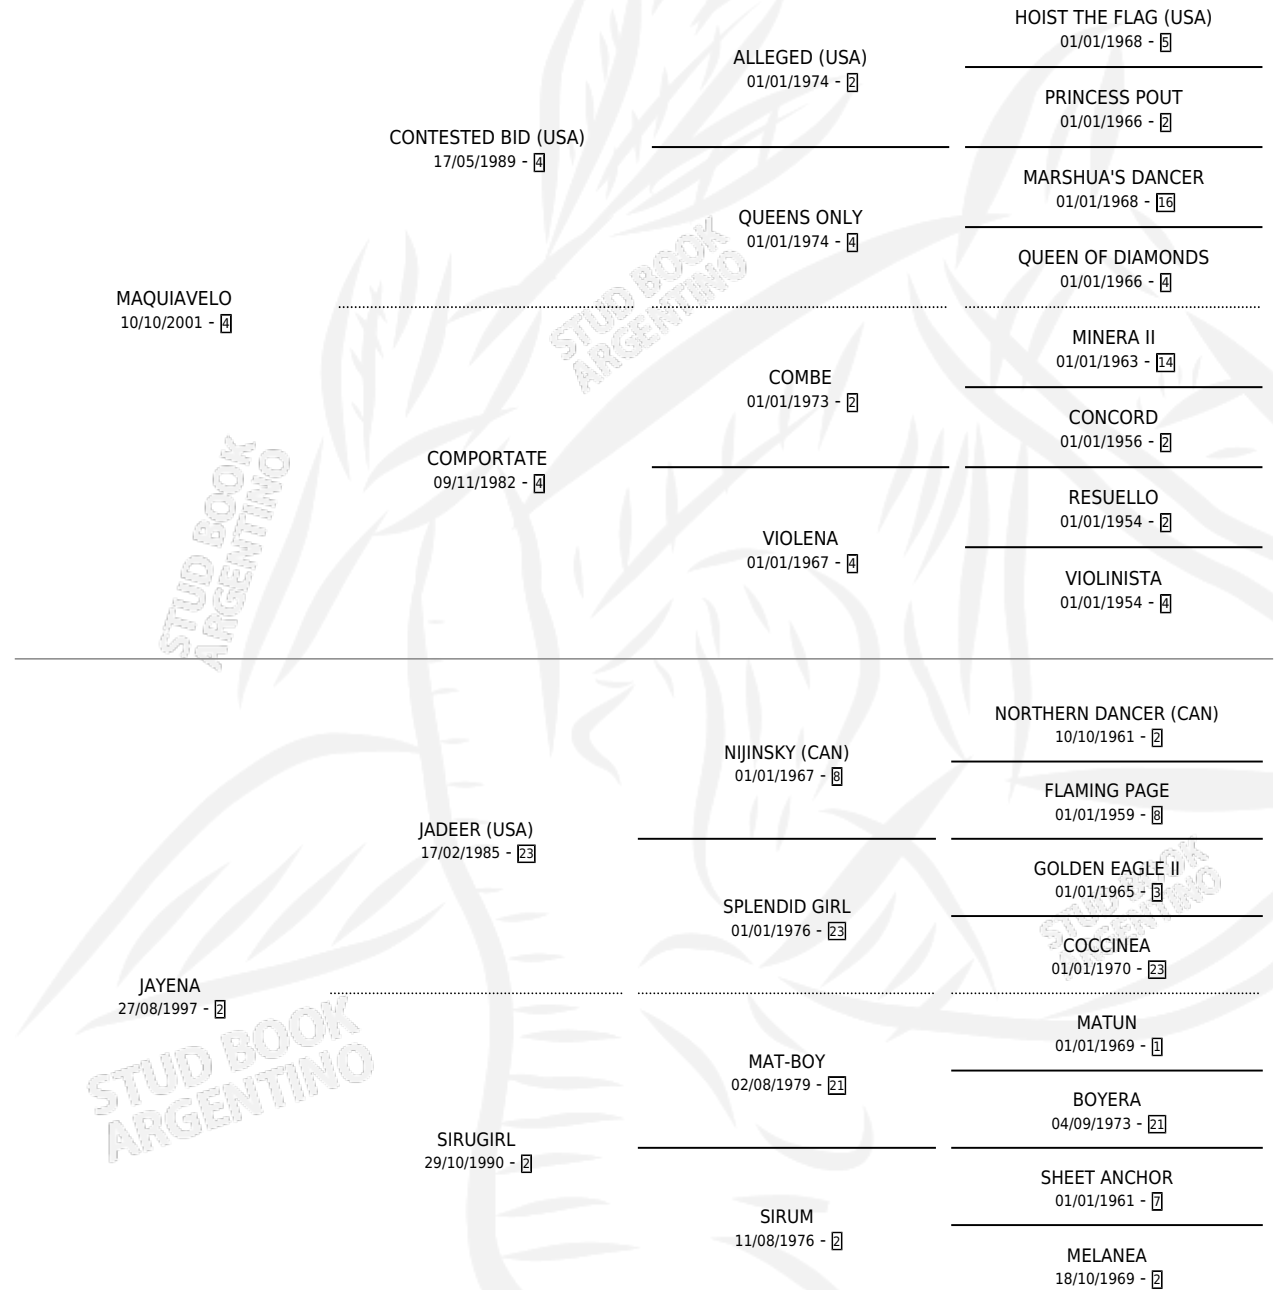 HOIST THE FLAG (USA)
01/01/1968 - 5
ALLEGED (USA)
01/01/1974 - 2
PRINCESS POUT
01/01/1966 - 2
CONTESTED BID (USA)
17/05/1989 - 4
MARSHUA'S DANCER
01/01/1968 - 16
QUEENS ONLY
01/01/1974 - 4
QUEEN OF DIAMONDS
01/01/1966 - 4
MAQUIAVELO
10/10/2001 - 4
STUD BOOK
ARGENTINO
MINERA II
01/01/1963 - 14
COMBE
01/01/1973 - 2
CONCORD
01/01/1956 - 2
COMPORTATE
09/11/1982 - 4
RESUELLO
01/01/1954 - 2
VIOLENA
01/01/1967 - 4
VIOLINISTA
01/01/1954 - 4
STUD BOOK
ARGENTINO
NORTHERN DANCER (CAN)
10/10/1961 - 2
NIJINSKY (CAN)
01/01/1967 - 8
FLAMING PAGE
01/01/1959 - 8
JADEER (USA)
17/02/1985 - 23
GOLDEN EAGLE II
01/01/1965 - 3
SPLENDID GIRL
01/01/1976 - 23
STUD BOOK
ARGENTINO
COCCINEA
01/01/1970 - 23
JAYENA
27/08/1997 - 2
MATUN
01/01/1969 - 1
MAT-BOY
02/08/1979 - 21
STUD BOOK
ARGENTINO
BOYERA
04/09/1973 - 21
SIRUGIRL
29/10/1990 - 2
SHEET ANCHOR
01/01/1961 - 7
SIRUM
11/08/1976 - 2
MELANEA
18/10/1969 - 2